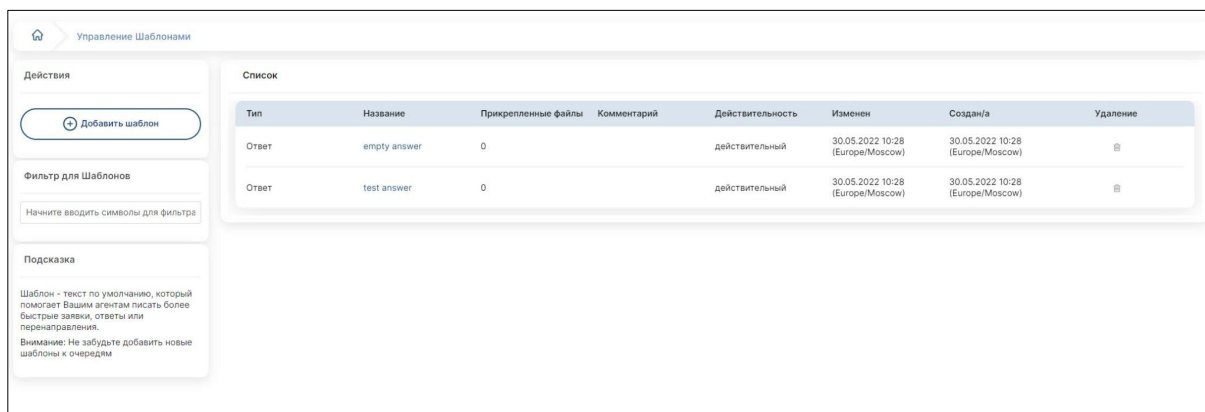 Управление Шаблонами
Действия
Добавить шаблон
Фильтр для Шаблонов
Начните вводить символы для фильтра
Подсказка
Шаблон - текст по умолчанию, который
помогает Вашим агентам писать более
быстрые заявки, ответы или
перенаправления.
Внимание: Не забудьте добавить новые
шаблоны к очередям
Список
Тип Название Прикрепленные файлы Комментарий Действительность Изменен Создан/а Удаление
Ответ empty answer 0 действительный 30.05.2022 10:28 30.05.2022 10:28
(Europe/Moscow) (Europe/Moscow)
Ответ test answer 0 действительный 30.05.2022 10:28 30.05.2022 10:28
(Europe/Moscow) (Europe/Moscow)